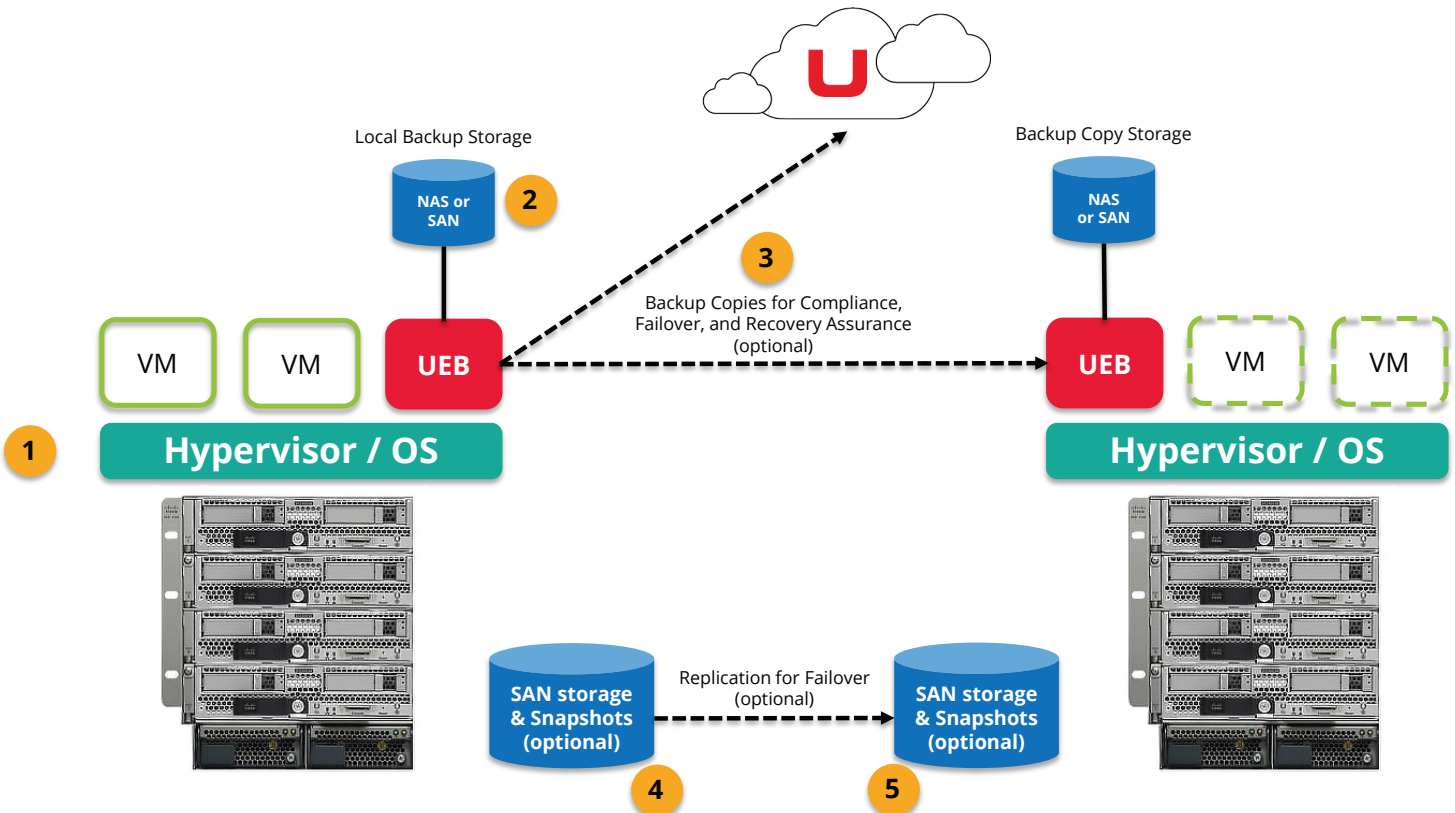 U
Local Backup Storage
Backup Copy Storage
NAS or
SAN
2
NAS
or SAN
3
Backup Copies for Compliance,
Failover, and Recovery Assurance
(optional)
VM
VM
UEB
UEB
VM
VM
1
Hypervisor / OS
Hypervisor / OS
SAN storage
& Snapshots
(optional)
Replication for Failover
(optional)
SAN storage
& Snapshots
(optional)
4
5